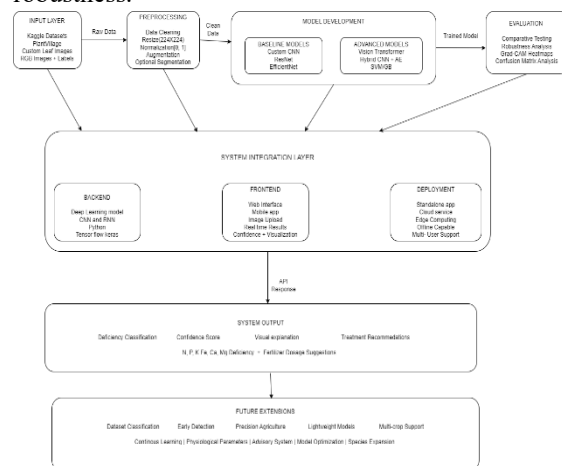 robustness.
INPUT LAYER
Kaggle Datasets
PlantVillage
Custom Leaf Images
RGB Images + Labels
Raw Data
PREPROCESSING
Data Cleaning
Resize(224X224)
Normalization[0, 1]
Augmentation
Optional Segmentation
Clean
Data
MODEL DEVELOPMENT
BASELINE MODELS
Custom CNN
ResNet
EfficientNet
ADVANCED MODELS
Vision Transformer
Hybrid CNN + AE
SVM/GB
Trained Model
EVALUATION
Comparative Testing
Robustness Analysis
Grad-CAM Heatmaps
Confusion Matrix Analysis
SYSTEM INTEGRATION LAYER
BACKEND
Deep Learning model
CNN and RNN
Python
Tensor flow keras
FRONTEND
Web Interface
Mobile app
Image Upload
Real time Results
Confidence + Visualization
DEPLOYMENT
Standalone app
Cloud service
Edge Computing
Offline Capable
Multi- User Support
API
Response
SYSTEM OUTPUT
Deficiency Classification Confidence Score Visual explanation Treatment Recommendations
N, P, K Fe, Ca, Mg Deficiency Fertilizer Dosage Suggestions
FUTURE EXTENSIONS
Dataset Classification Early Detection Precision Agriculture Lightweight Models Multi-crop Support
Continous Learning | Physiological Parameters | Advisory System | Model Optimization | Species Expansion